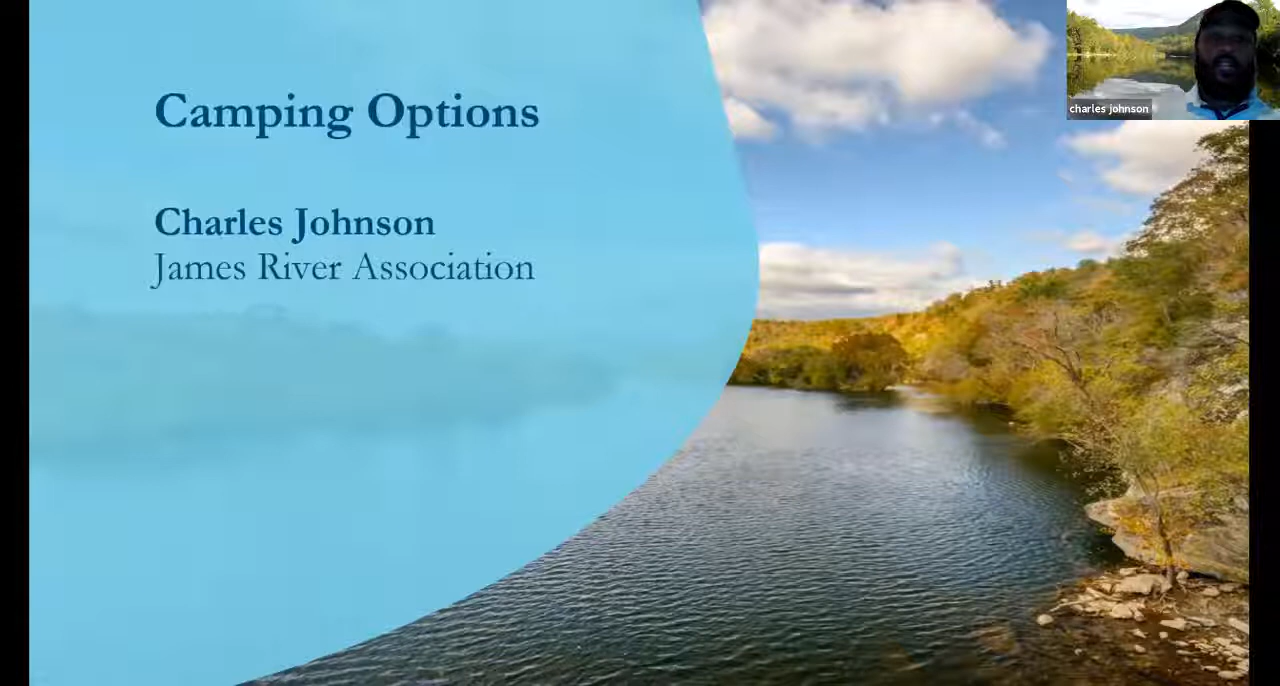 Camping Options
Charles Johnson
James River Association
charles johnson